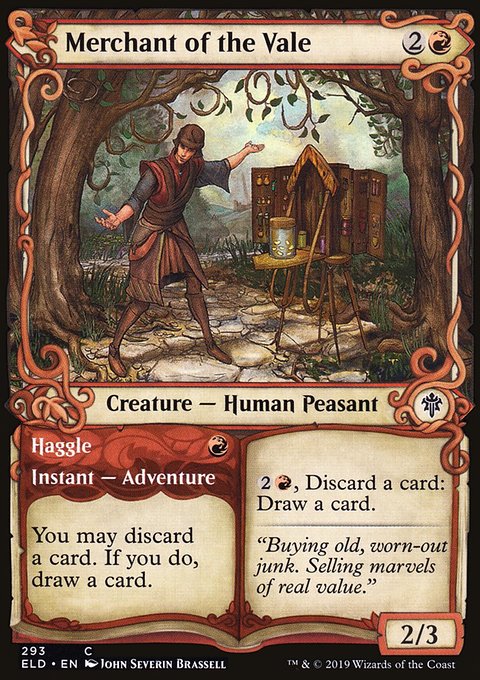 Merchant of the Vale 2
Creature — Human Peasant
Haggle
Instant — Adventure
You may discard
a card. If you do,
draw a card.
2 , Discard a card:
Draw a card.
“Buying old, worn-out
junk. Selling marvels
of real value.”
2/3
293 C
ELD • EN John Severin Brassell
™ & © 2019 Wizards of the Coast